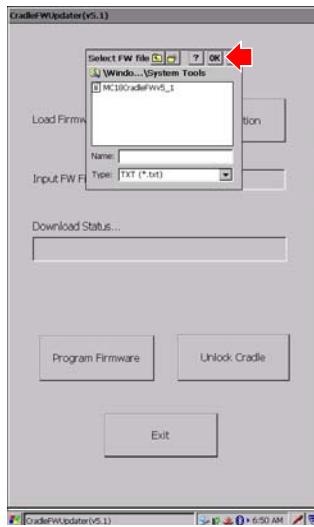 CradleFWUpdater(v5.1)
Select FW file ? OK
\Windo...\System Tools
MC18CradleFWv5_1
Load Firmw
tion
Name:
Type: TXT (*.txt)
Input FW Fi
Download Status...
Program Firmware
Unlock Cradle
Exit
CradleFWUpdater(v5.1) 6:50 AM